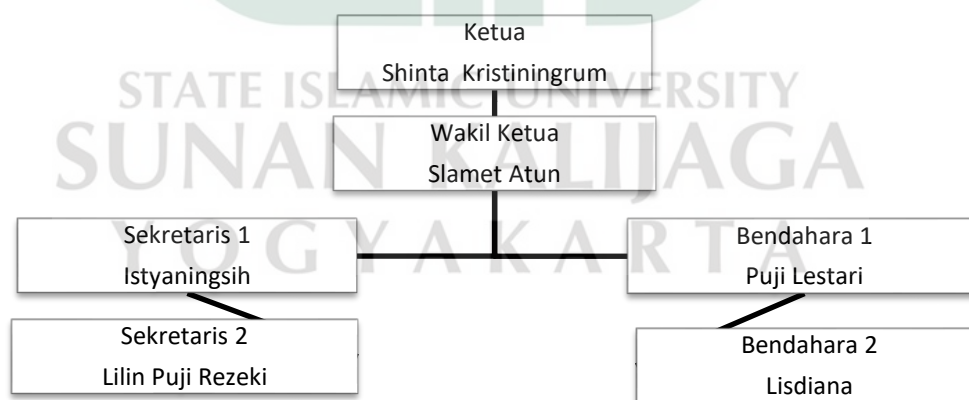 Ketua
Shinta Kristiningrum
STATE ISLAMIC UNIVERSITY
Wakil Ketua
SUNAN KALIJAGA
Slamet Atun
YOGYAKARTA
Sekretaris 1
Istyaningsih
Bendahara 1
Puji Lestari
Sekretaris 2
Lilin Puji Rezeki
Bendahara 2
Lisdiana